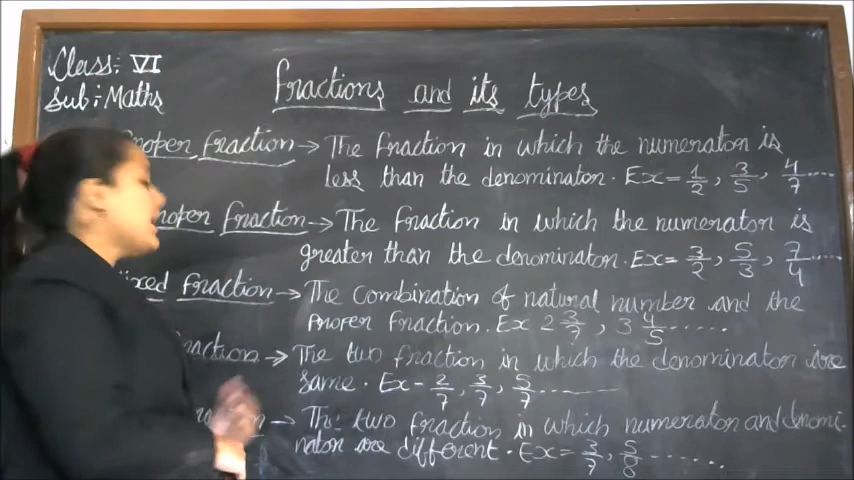 Class: VI
Sub: Maths
Fractions and its types
Proper fraction → The fraction in which the numerator is
less than the denominator. Ex = 1/2, 3/5, 4/7 .....
proper fraction → The fraction in which the numerator is
greater than the denominator. Ex = 3/2, 5/3, 7/4 .....
ixed fraction → The combination of natural number and the
proper fraction. Ex 2 3/7, 3 4/5 ......
raction → The two fraction in which the denominator are
same. Ex - 2/7, 3/7, 5/7 ..........
raction → The two fraction in which numerator and denomi-
nator are different. Ex = 3/7, 5/8 ......